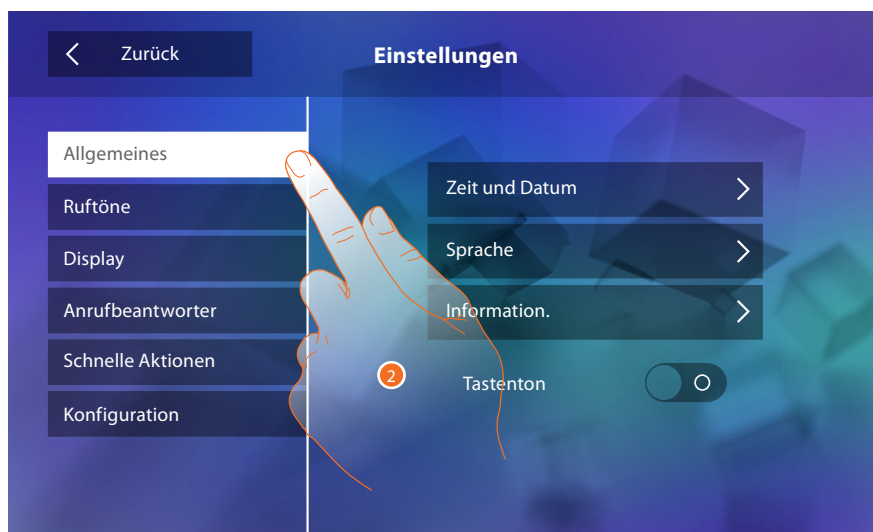 Zurück
Einstellungen
Allgemeines
Ruftöne
Display
Anrufbeantworter
Schnelle Aktionen
Konfiguration
Zeit und Datum
Sprache
Information.
2
Tastenton